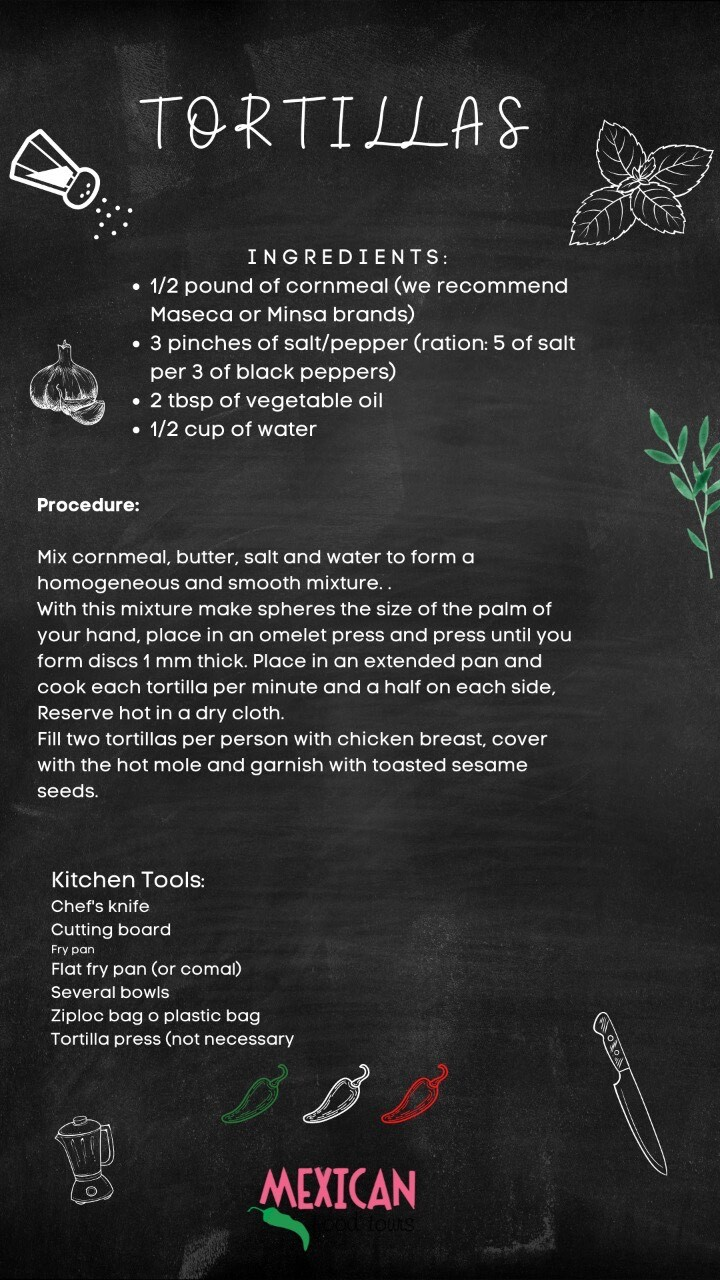 TORTILLAS
INGREDIENTS:
• 1/2 pound of cornmeal (we recommend
Maseca or Minsa brands)
• 3 pinches of salt/pepper (ration: 5 of salt
per 3 of black peppers)
• 2 tbsp of vegetable oil
• 1/2 cup of water
Procedure:
Mix cornmeal, butter, salt and water to form a
homogeneous and smooth mixture. .
With this mixture make spheres the size of the palm of
your hand, place in an omelet press and press until you
form discs 1 mm thick. Place in an extended pan and
cook each tortilla per minute and a half on each side,
Reserve hot in a dry cloth.
Fill two tortillas per person with chicken breast, cover
with the hot mole and garnish with toasted sesame
seeds.
Kitchen Tools:
Chef's knife
Cutting board
Fry pan
Flat fry pan (or comal)
Several bowls
Ziploc bag o plastic bag
Tortilla press (not necessary
MEXICAN
food tours